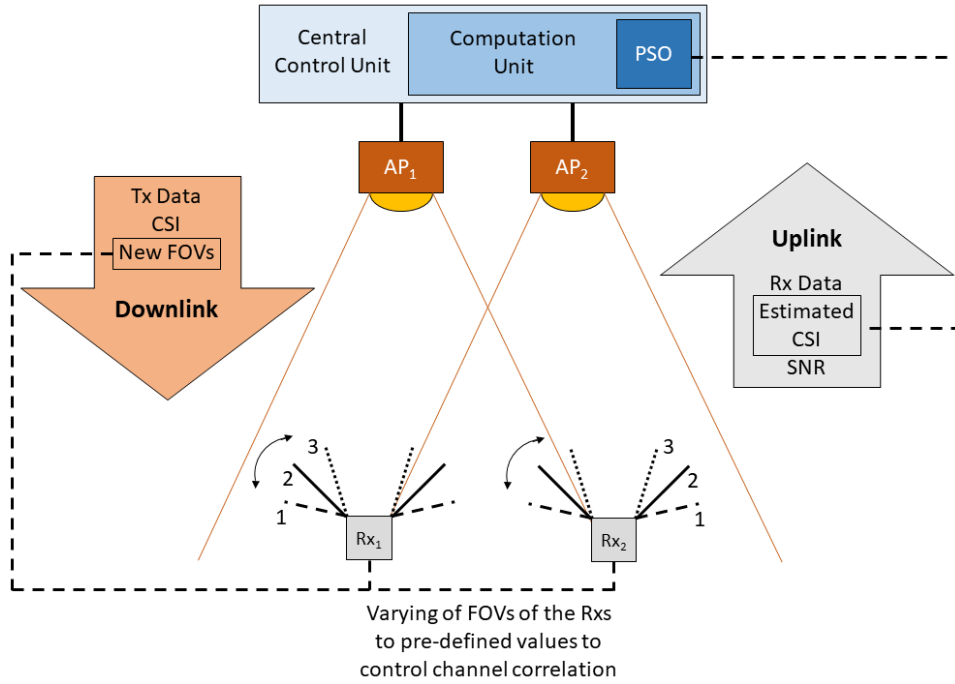 Central
Control Unit
Computation
Unit
PSO
AP1
AP2
Tx Data
CSI
New FOVs
Downlink
Uplink
Rx Data
Estimated
CSI
SNR
3
2
1
Rx1
3
2
1
Rx2
Varying of FOVs of the Rxs
to pre-defined values to
control channel correlation